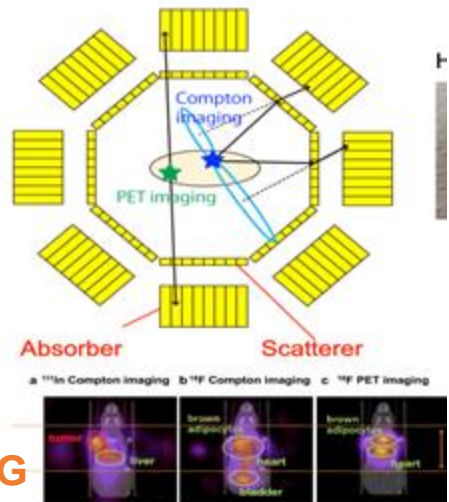 H
Compton
imaging
PET imaging
Absorber
Scatterer
a ¹¹¹In Compton imaging b ¹⁸F Compton imaging c ¹⁸F PET imaging
tumor
liver
brown
adipocytes
heart
bladder
brown
adipocytes
heart
G